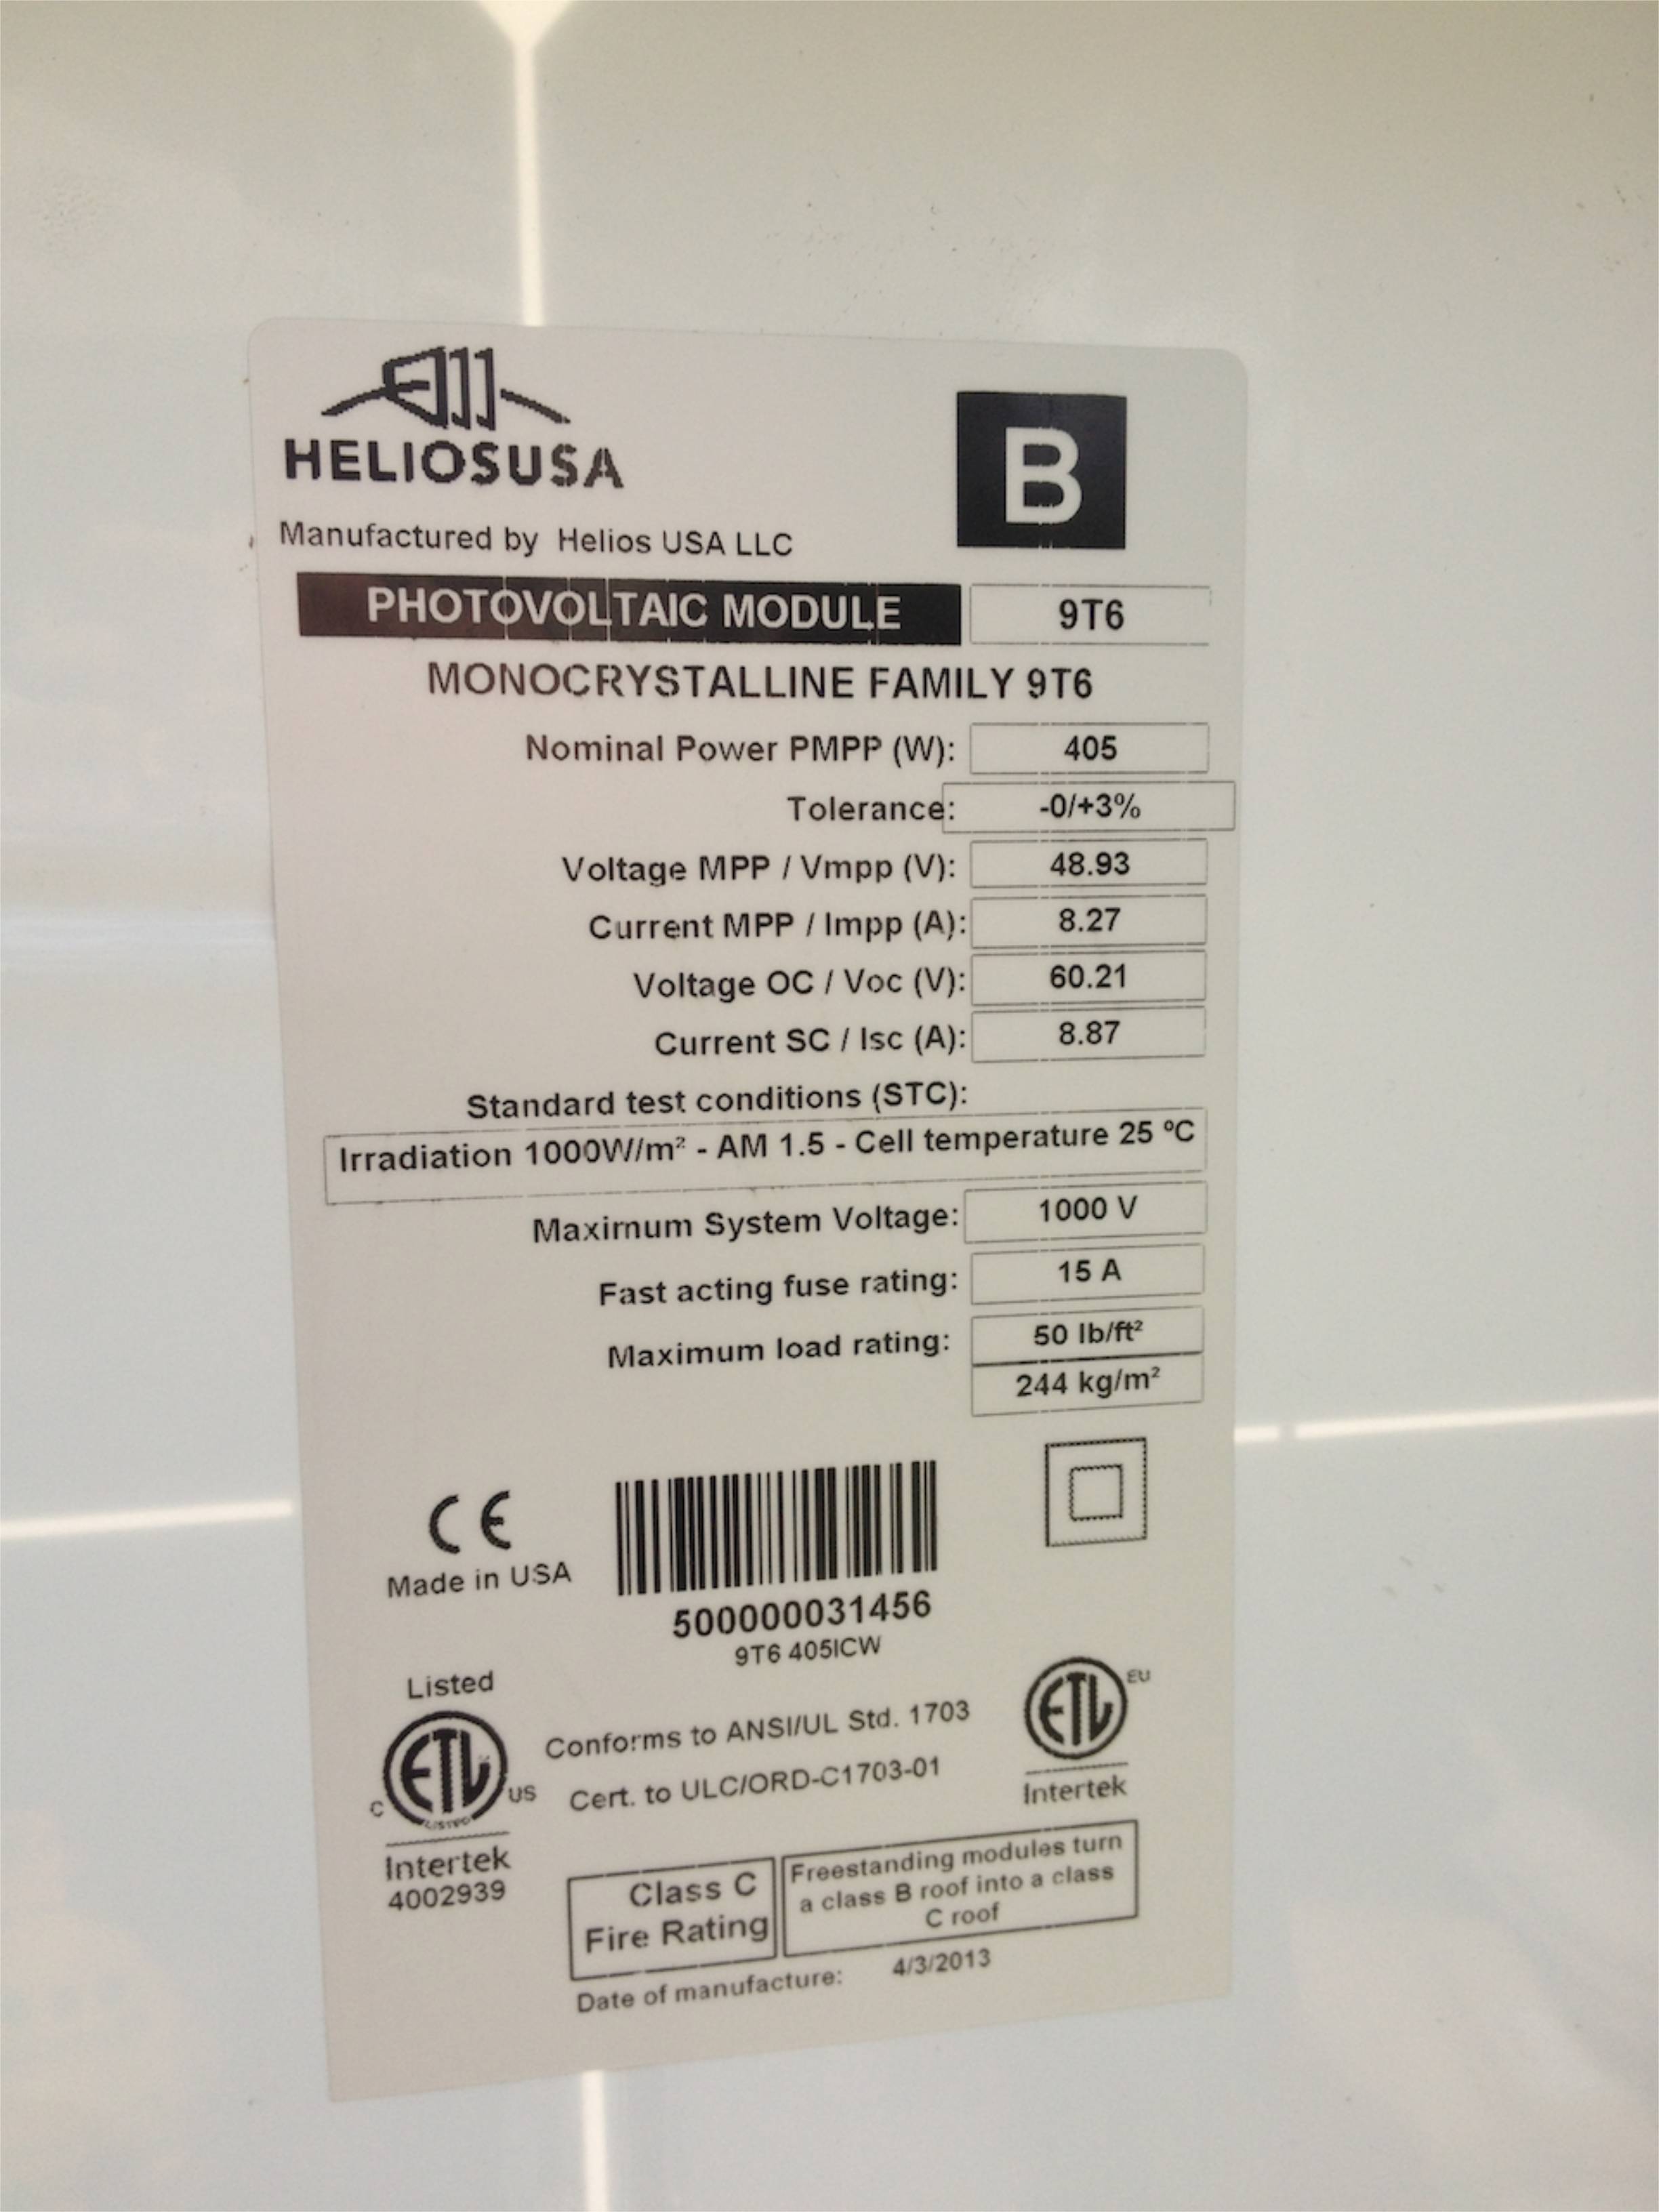 HELIOSUSA
B
Manufactured by Helios USA LLC
PHOTOVOLTAIC MODULE 9T6
MONOCRYSTALLINE FAMILY 9T6
Nominal Power PMPP (W): 405
Tolerance: -0/+3%
Voltage MPP / Vmpp (V): 48.93
Current MPP / Impp (A): 8.27
Voltage OC / Voc (V): 60.21
Current SC / Isc (A): 8.87
Standard test conditions (STC):
Irradiation 1000W/m² - AM 1.5 - Cell temperature 25 ºC
Maximum System Voltage: 1000 V
Fast acting fuse rating: 15 A
Maximum load rating: 50 lb/ft²
244 kg/m²
CE
Made in USA
500000031456
9T6 405ICW
Listed
C ETL US
LISTED
Intertek
4002939
Conforms to ANSI/UL Std. 1703
Cert. to ULC/ORD-C1703-01
ETL EU
Intertek
Class C
Fire Rating
Freestanding modules turn
a class B roof into a class
C roof
Date of manufacture: 4/3/2013